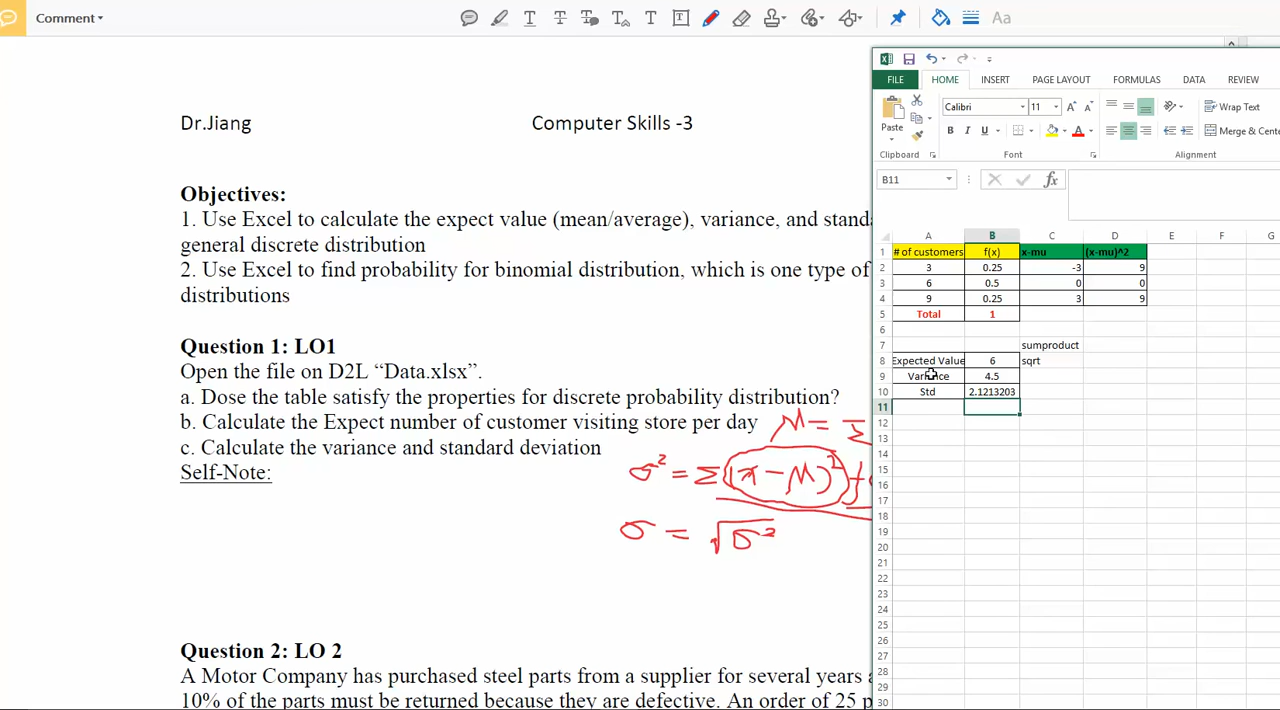 Comment
Aa
Dr.Jiang Computer Skills -3
Objectives:
1. Use Excel to calculate the expect value (mean/average), variance, and standa
general discrete distribution
2. Use Excel to find probability for binomial distribution, which is one type of
distributions
Question 1: LO1
Open the file on D2L “Data.xlsx”.
a. Dose the table satisfy the properties for discrete probability distribution?
b. Calculate the Expect number of customer visiting store per day
c. Calculate the variance and standard deviation
Self-Note:
M = Σ
σ² = Σ (x - M)² f
σ = √σ²
Question 2: LO 2
A Motor Company has purchased steel parts from a supplier for several years a
10% of the parts must be returned because they are defective. An order of 25 p
FILE HOME INSERT PAGE LAYOUT FORMULAS DATA REVIEW
Calibri 11 Wrap Text
Paste B I U Merge & Cente
Clipboard Font Alignment
B11 fx
A B C D E F G
1 # of customers f(x) x-mu (x-mu)^2
2 3 0.25 -3 9
3 6 0.5 0 0
4 9 0.25 3 9
5 Total 1
6
7 sumproduct
8 Expected Value 6 sqrt
9 Variance 4.5
10 Std 2.1213203
11
12
13
14
15
16
17
18
19
20
21
22
23
24
25
26
27
28
29
30